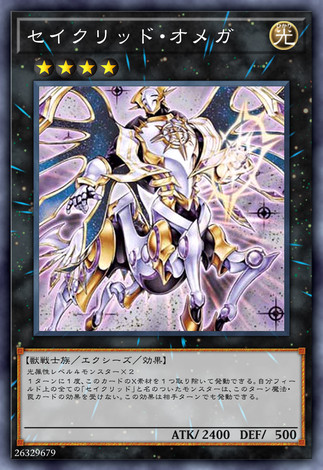 セイクリッド・オメガ
光
【獣戦士族／エクシーズ／効果】
光属性レベル4モンスター×2
1ターンに1度、このカードのX素材を1つ取り除いて発動できる。自分フィール
ド上の全ての「セイクリッド」と名のついたモンスターは、このターン魔法・
罠カードの効果を受けない。この効果は相手ターンでも発動できる。
ATK/ 2400 DEF/ 500
26329679